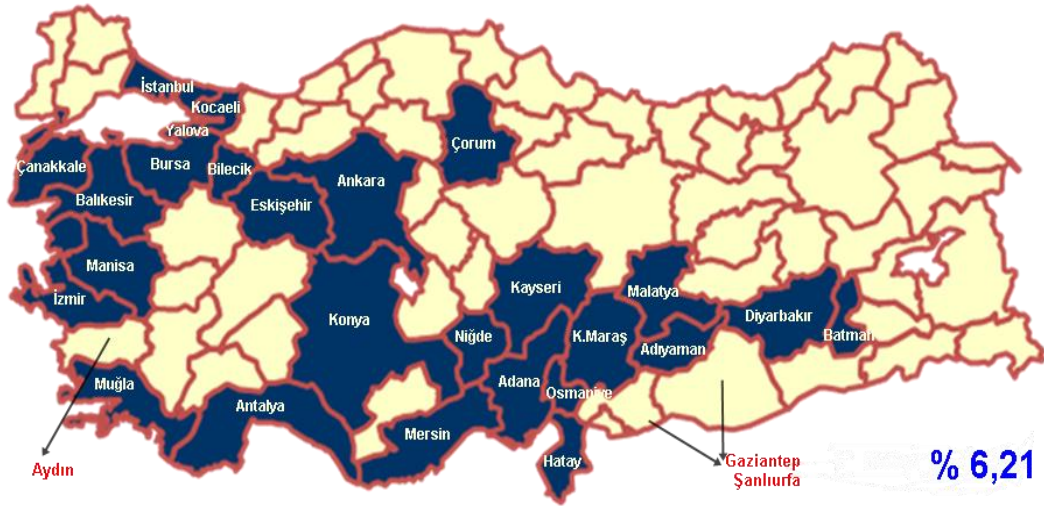 İstanbul
Kocaeli
Yalova
Çanakkale
Bursa
Bilecik
Çorum
Ankara
Balıkesir
Eskişehir
Manisa
İzmir
Konya
Kayseri
Malatya
Niğde
K.Maraş
Adıyaman
Diyarbakır
Batman
Muğla
Antalya
Adana
Osmaniye
Mersin
Hatay
Aydın
Gaziantep
Şanlıurfa
% 6,21